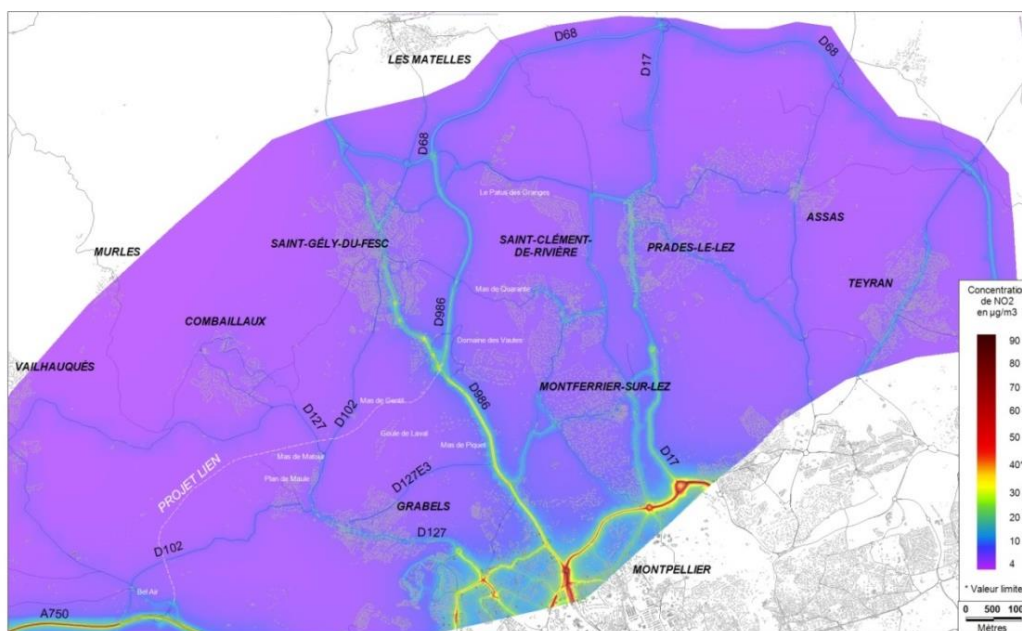 D68
LES MATELLES
D17
D68
D68
Le Patus des Granges
ASSAS
SAINT-GÉLY-DU-FESC
SAINT-CLÉMENT-
DE-RIVIÈRE
PRADES-LE-LEZ
MURLES
TEYRAN
Mas de Quarante
Concentration
de NO2
en µg/m3
D986
COMBAILLAUX
Domaine des Vautes
90
80
70
60
50
40*
30
20
10
4
* Valeur limite
0 500 100
Mètres
VAILHAUQUÈS
MONTFERRIER-SUR-LEZ
D986
Mas de Gentil
D127
D102
Goule de Laval
Mas de Piquet
Mas de Matour
D17
PROJET LIEN
Plan de Maule
D127E3
GRABELS
D127
D102
MONTPELLIER
Bel Air
A750